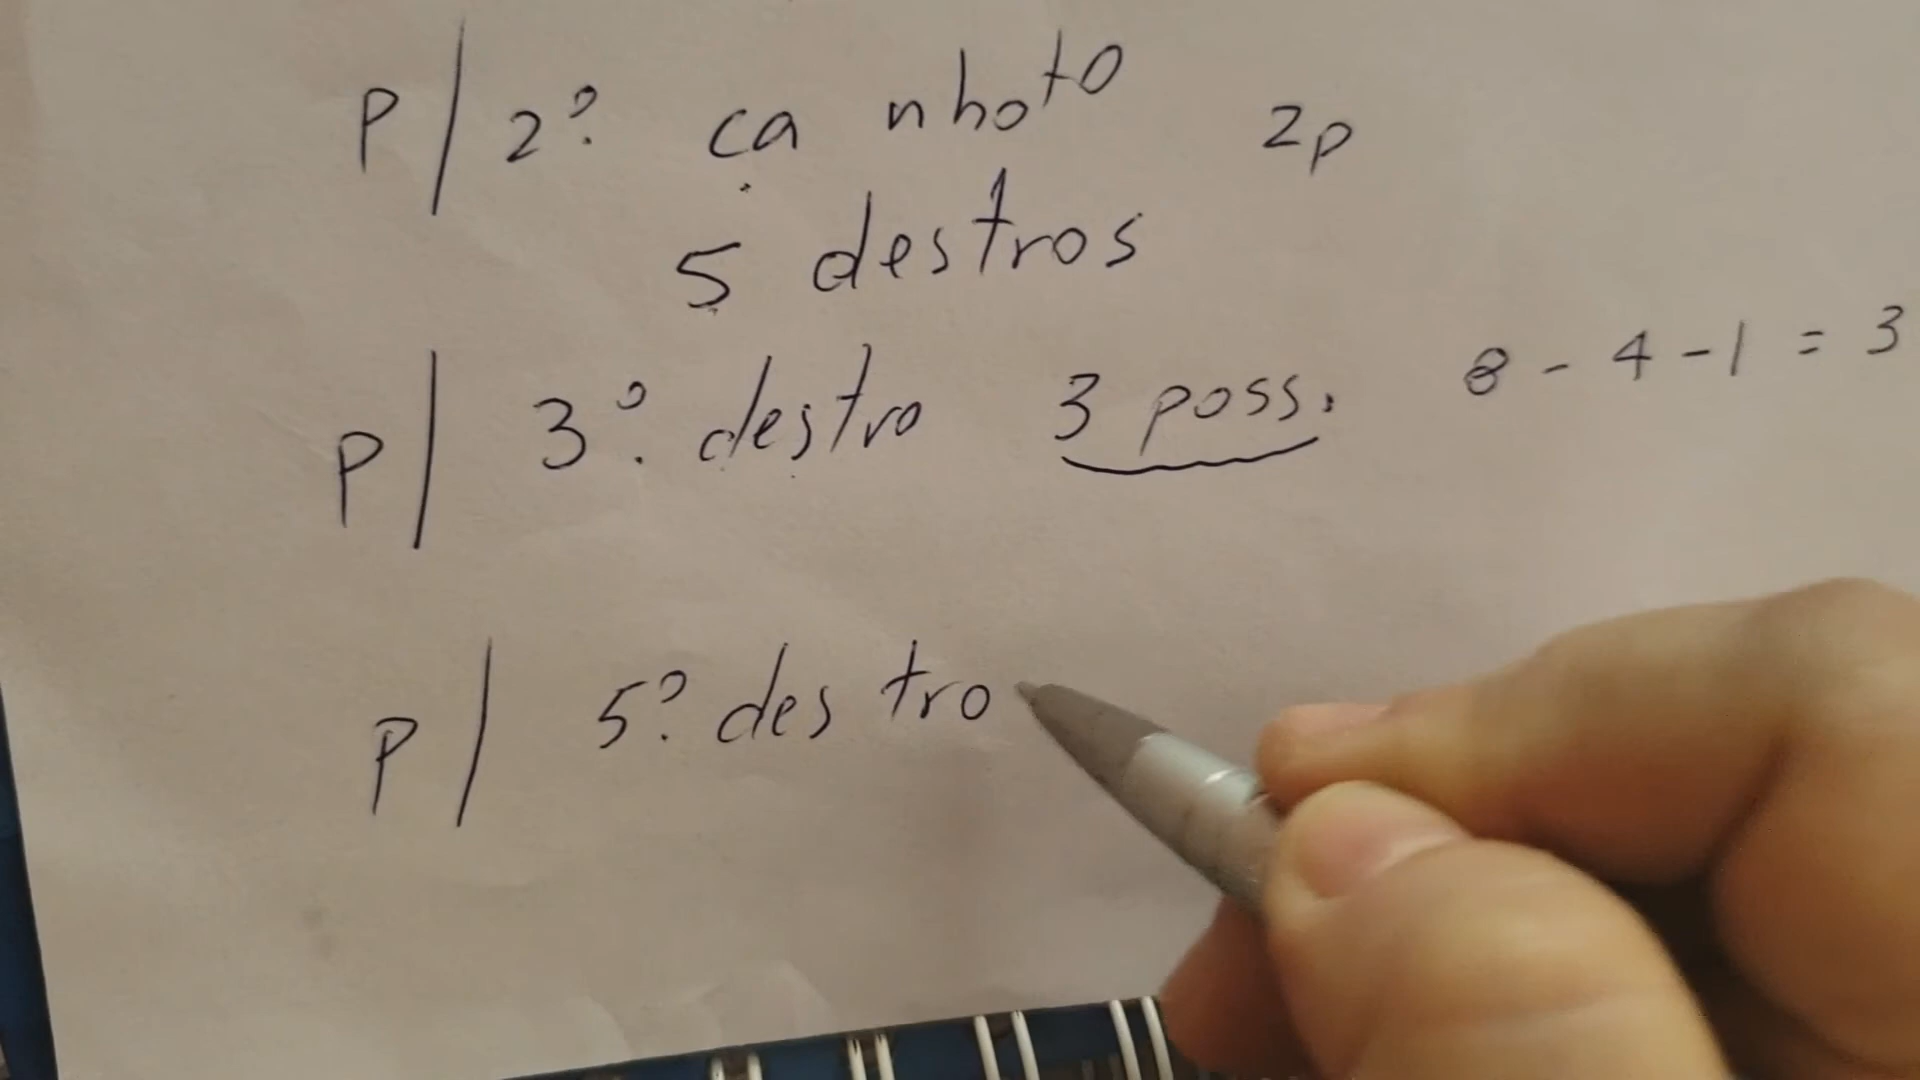 p/ 2º canhoto 2p
5 destros
p/ 3º destro 3 poss. 8 - 4 - 1 = 3
p/ 5º destro